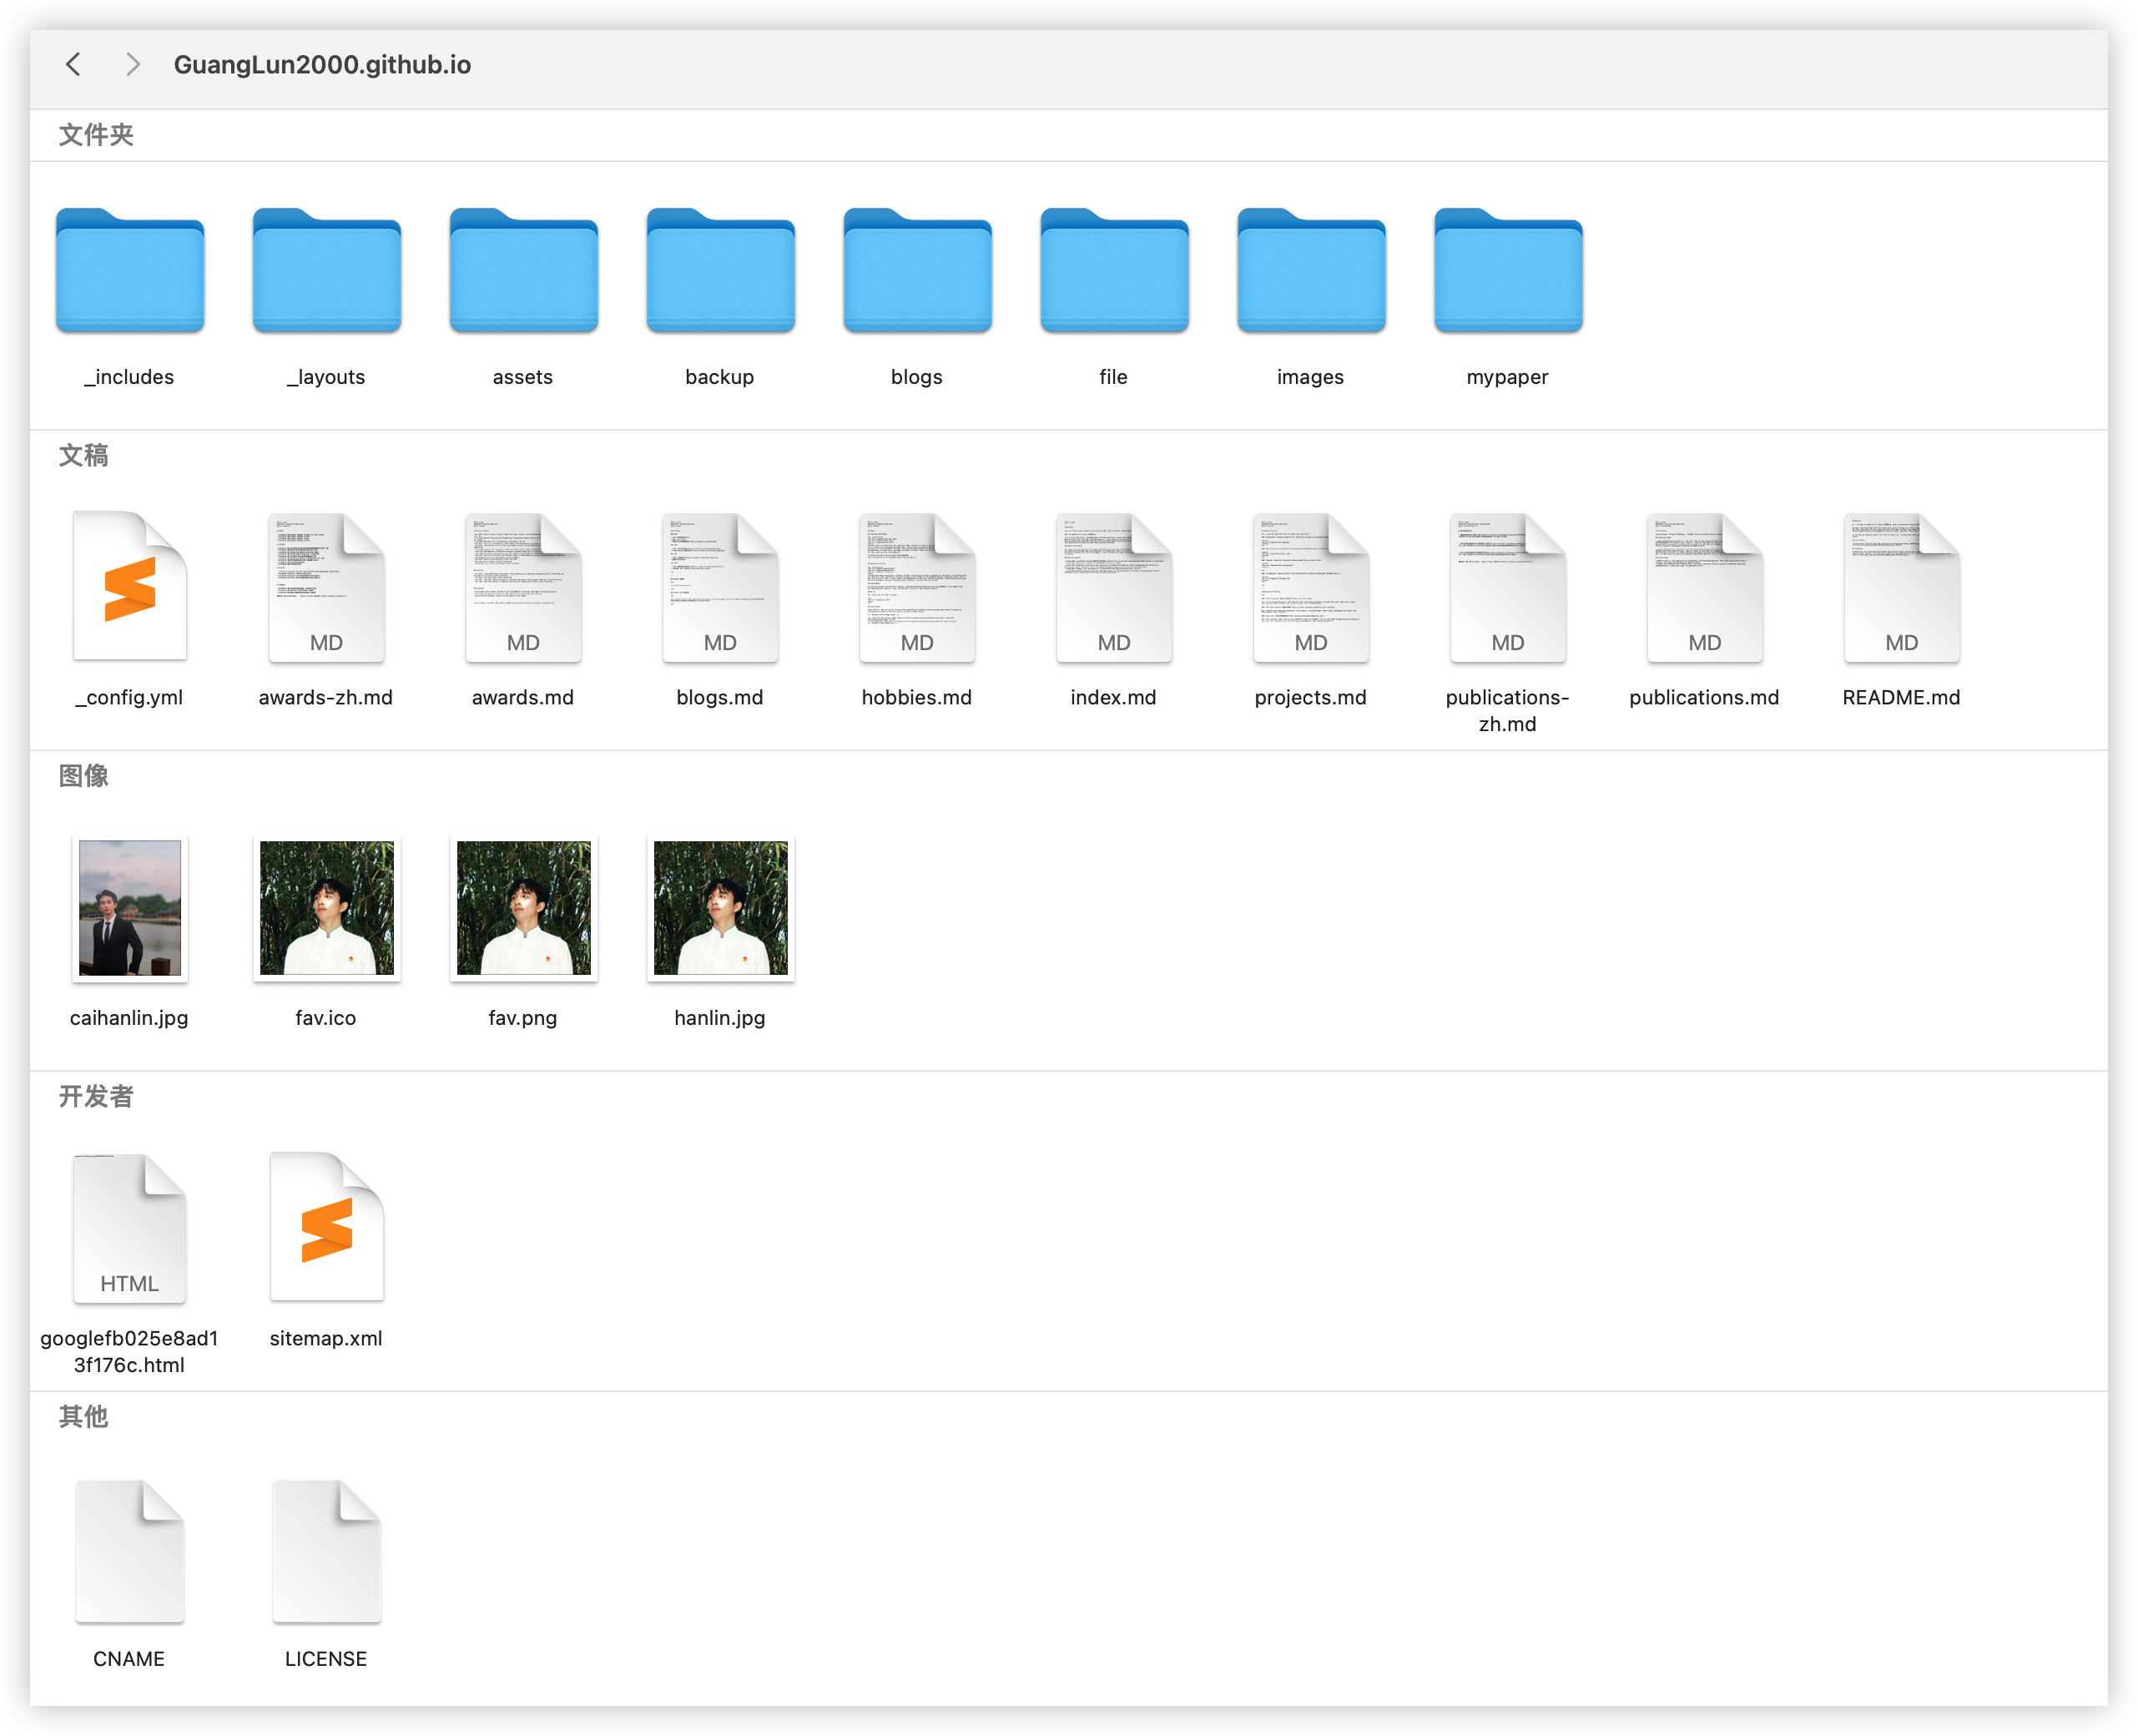 GuangLun2000.github.io
文件夹
_includes
_layouts
assets
backup
blogs
file
images
mypaper
文稿
_config.yml
awards-zh.md
awards.md
blogs.md
hobbies.md
index.md
projects.md
publications-
zh.md
publications.md
README.md
MD
MD
MD
MD
MD
MD
MD
MD
MD
图像
caihanlin.jpg
fav.ico
fav.png
hanlin.jpg
开发者
HTML
googlefb025e8ad1
3f176c.html
sitemap.xml
其他
CNAME
LICENSE